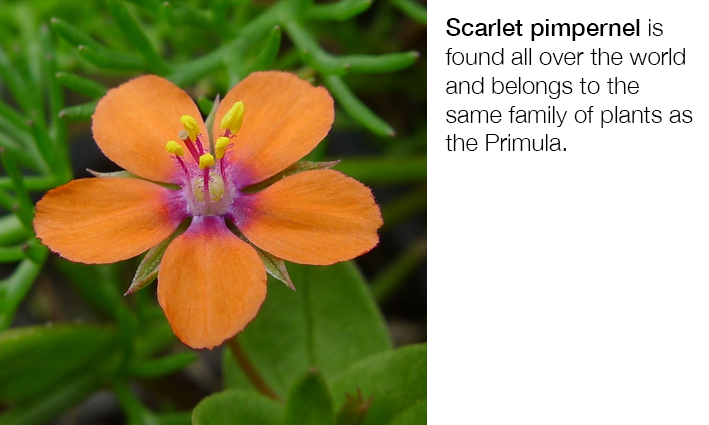 Scarlet pimpernel is
found all over the world
and belongs to the
same family of plants as
the Primula.